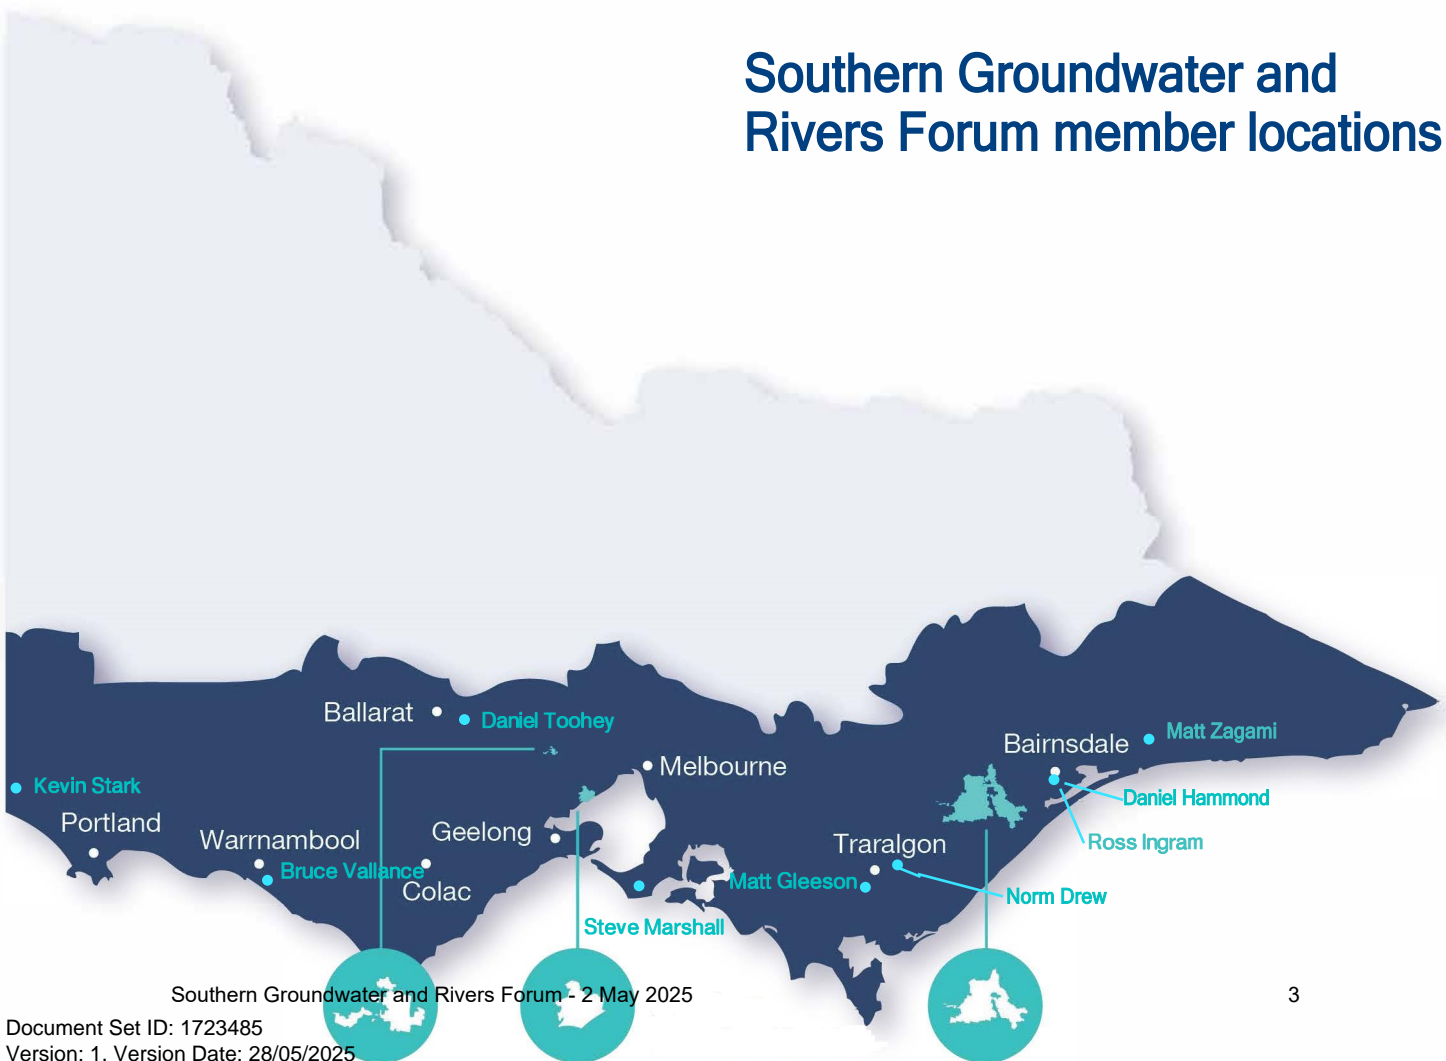 Southern Groundwater and
Rivers Forum member locations
Ballarat
Daniel Toohey
Melbourne
Bairnsdale
Matt Zagami
Kevin Stark
Daniel Hammond
Portland
Warrnambool
Geelong
Traralgon
Ross Ingram
Bruce Vallance
Colac
Matt Gleeson
Norm Drew
Steve Marshall
Southern Groundwater and Rivers Forum - 2 May 2025
3
Document Set ID: 1723485
Version: 1, Version Date: 28/05/2025